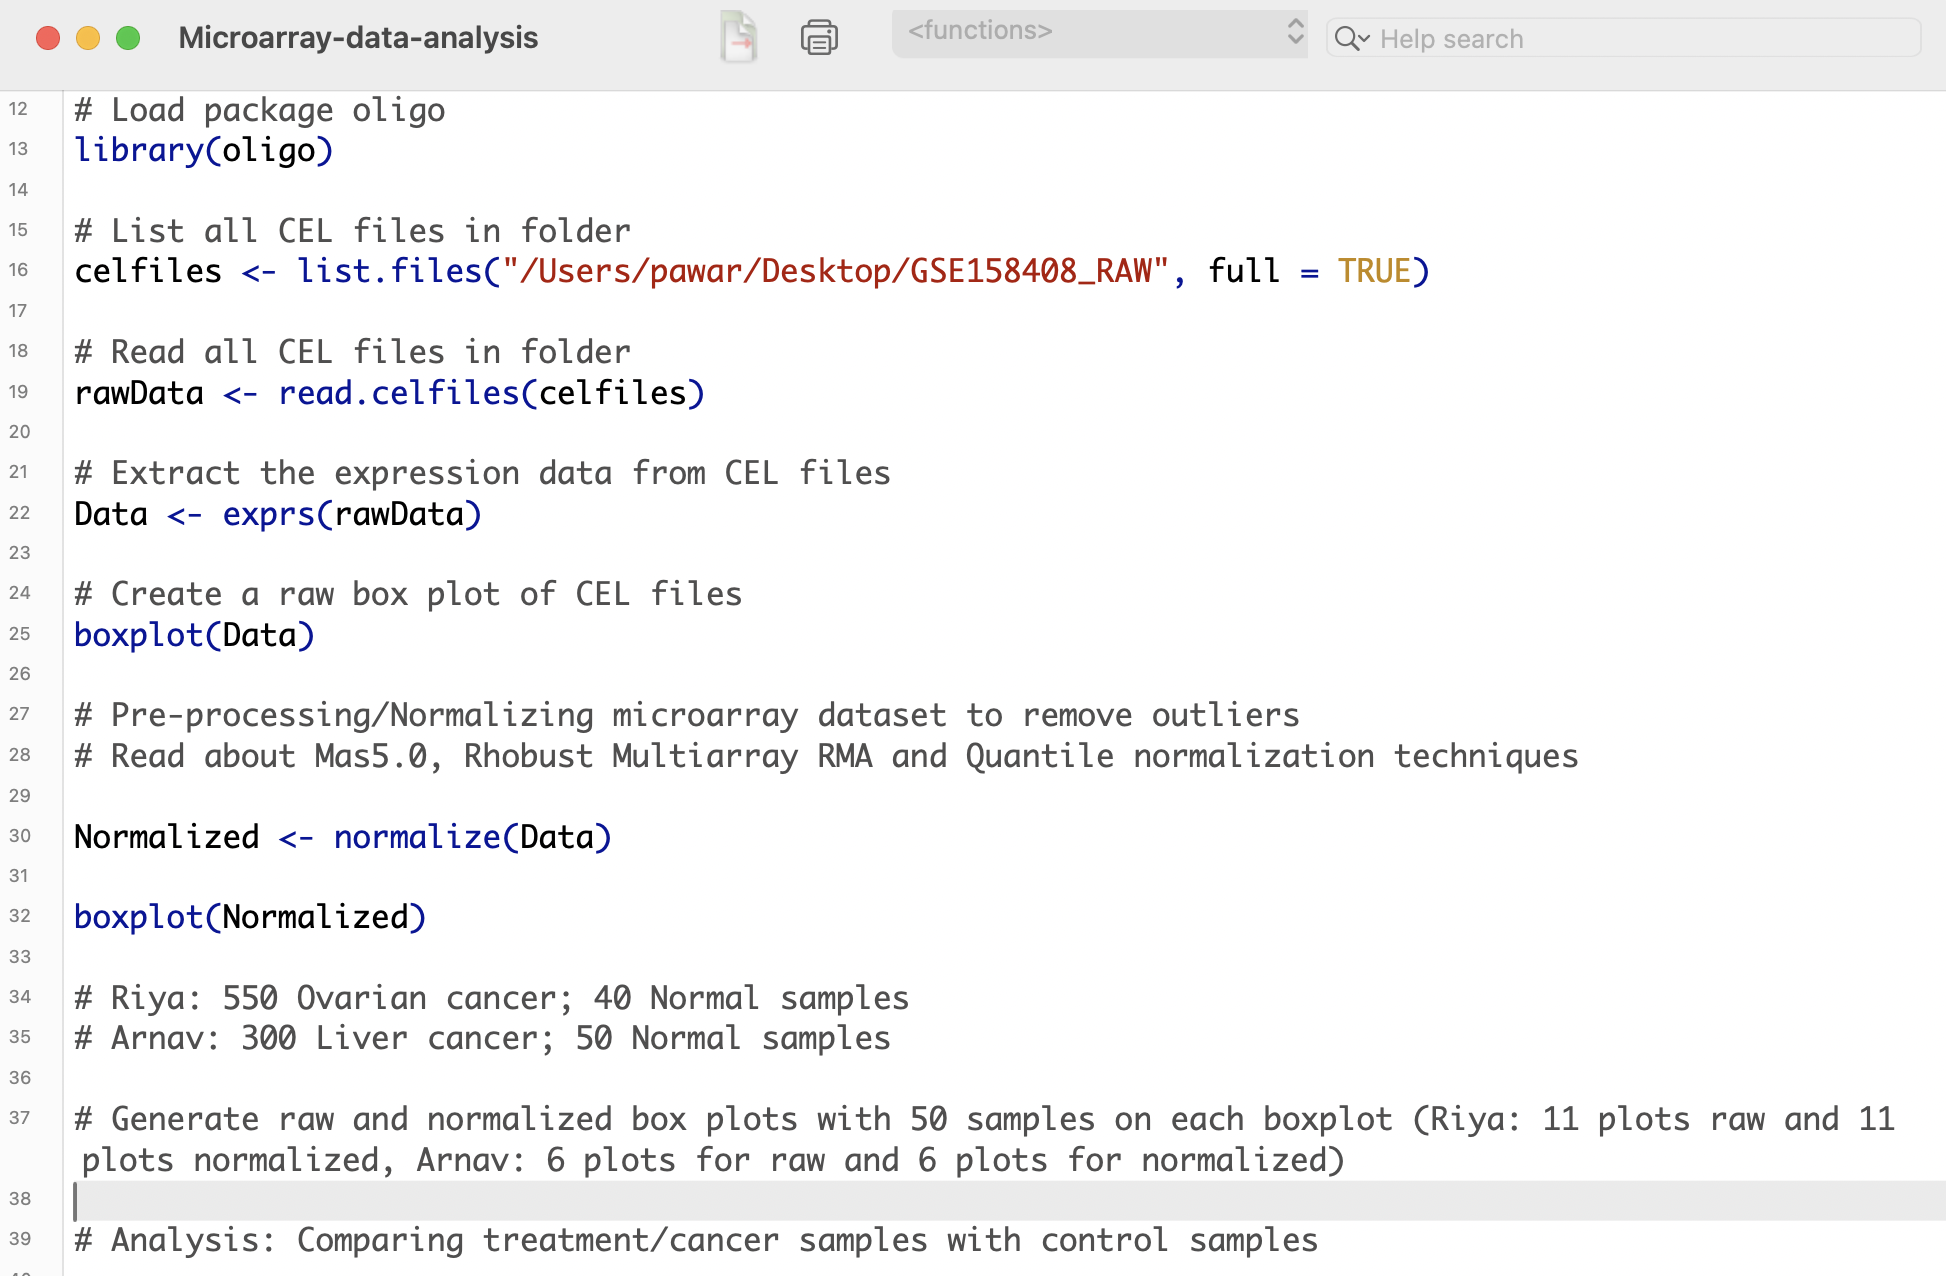 Microarray-data-analysis
<functions>
Help search
12 # Load package oligo
13 library(oligo)
14
15 # List all CEL files in folder
16 celfiles <- list.files("/Users/pawar/Desktop/GSE158408_RAW", full = TRUE)
17
18 # Read all CEL files in folder
19 rawData <- read.celfiles(celfiles)
20
21 # Extract the expression data from CEL files
22 Data <- exprs(rawData)
23
24 # Create a raw box plot of CEL files
25 boxplot(Data)
26
27 # Pre-processing/Normalizing microarray dataset to remove outliers
28 # Read about Mas5.0, Rhobust Multiarray RMA and Quantile normalization techniques
29
30 Normalized <- normalize(Data)
31
32 boxplot(Normalized)
33
34 # Riya: 550 Ovarian cancer; 40 Normal samples
35 # Arnav: 300 Liver cancer; 50 Normal samples
36
37 # Generate raw and normalized box plots with 50 samples on each boxplot (Riya: 11 plots raw and 11
plots normalized, Arnav: 6 plots for raw and 6 plots for normalized)
38
39 # Analysis: Comparing treatment/cancer samples with control samples